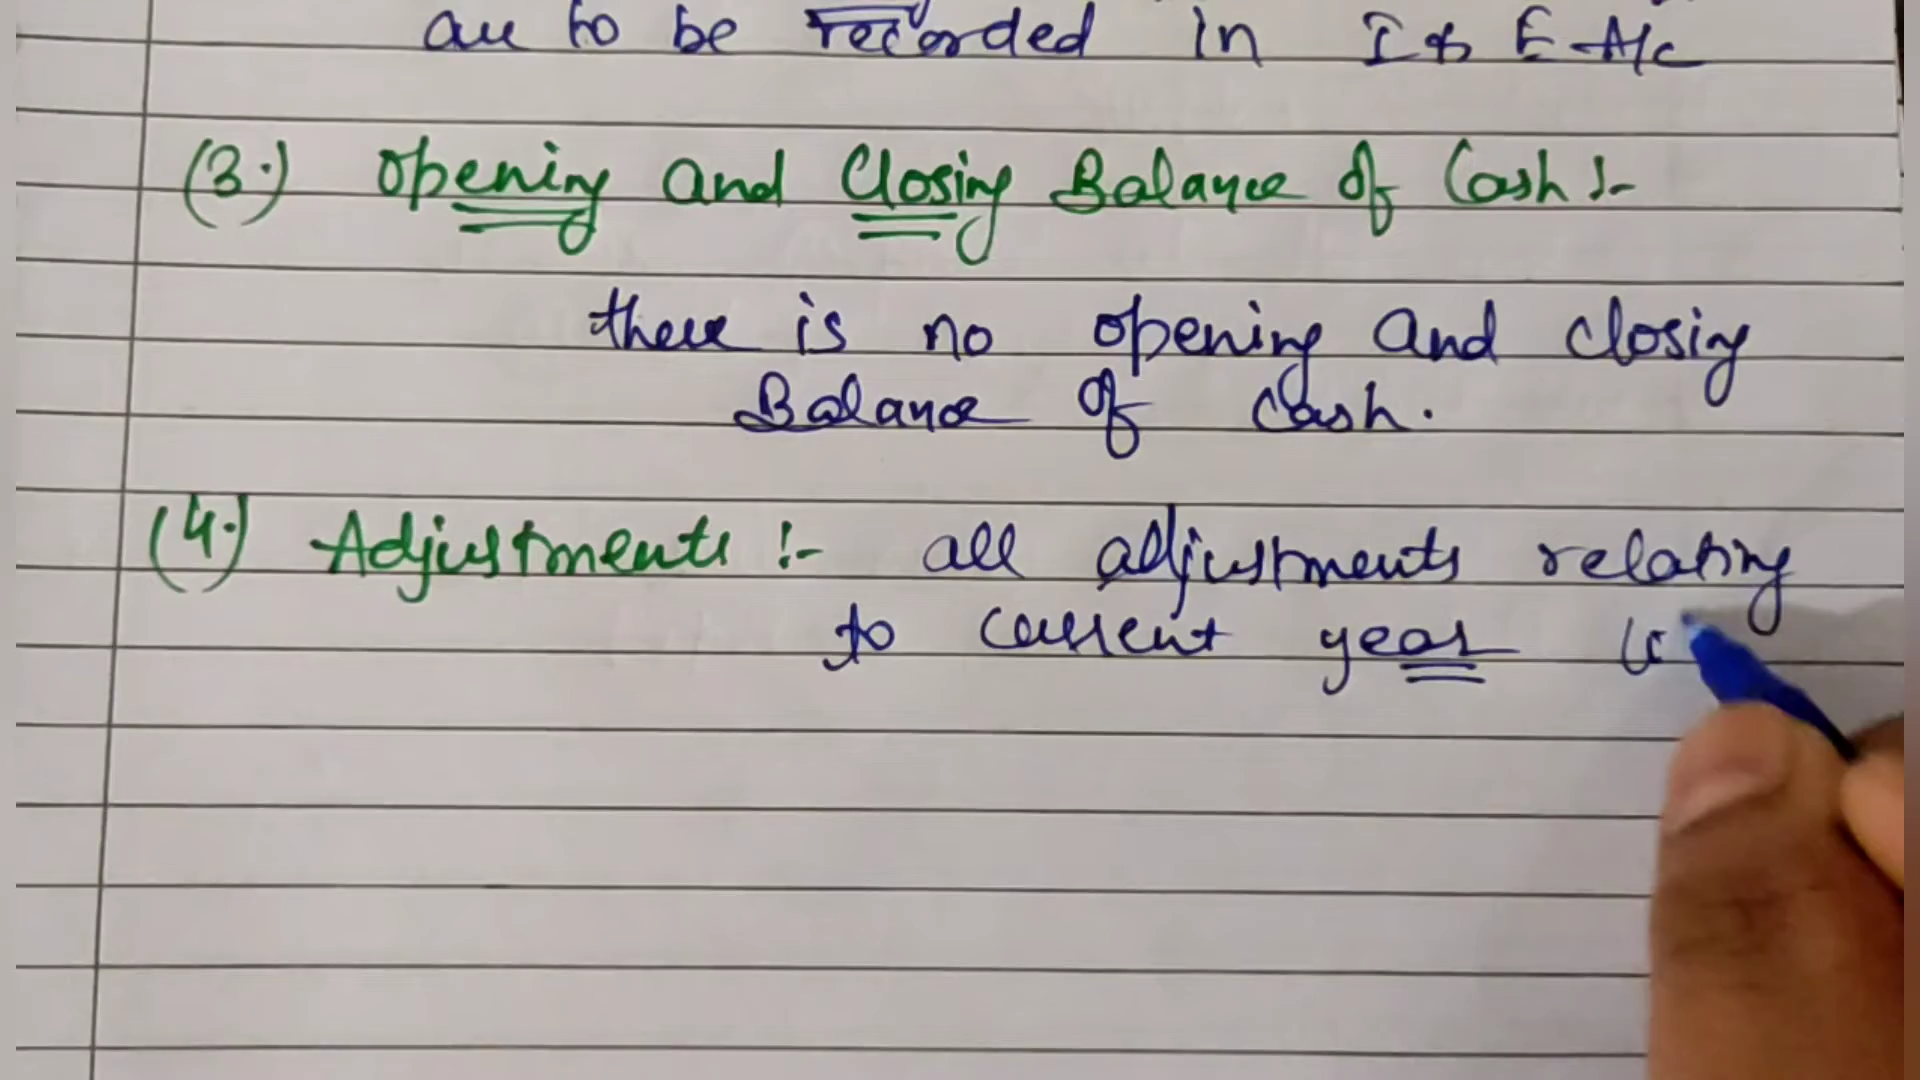 are to be recorded in I & E A/c
(3.) Opening and Closing Balance of Cash :-
there is no opening and closing
Balance of Cash.
(4.) Adjustments :- all adjustments relating
to current year